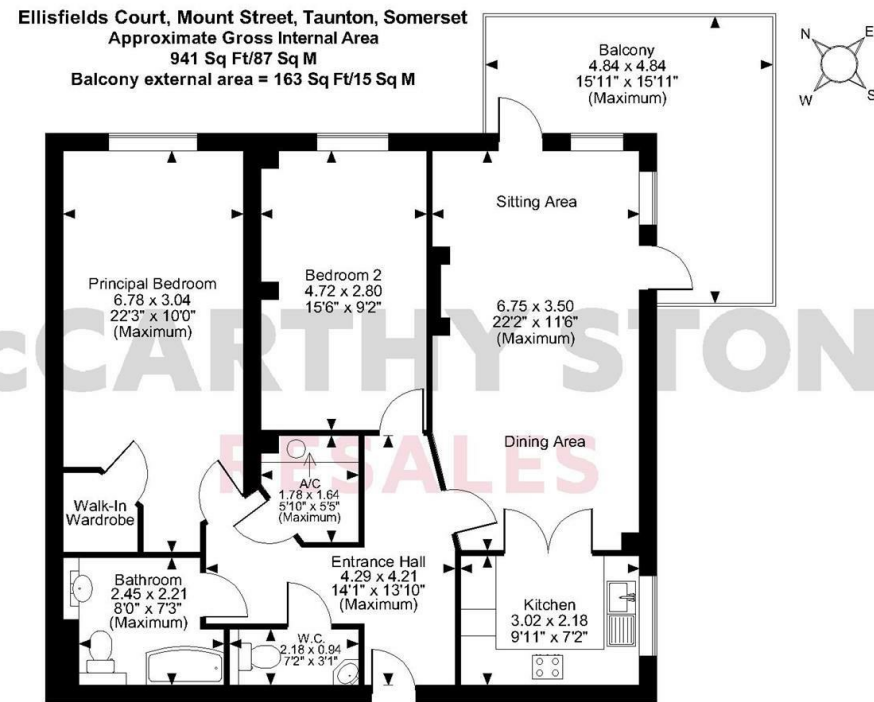 Ellisfields Court, Mount Street, Taunton, Somerset
Approximate Gross Internal Area
941 Sq Ft/87 Sq M
Balcony external area = 163 Sq Ft/15 Sq M
N
E
W
S
Balcony
4.84 x 4.84
15'11" x 15'11"
(Maximum)
Sitting Area
Principal Bedroom
6.78 x 3.04
22'3" x 10'0"
(Maximum)
Bedroom 2
4.72 x 2.80
15'6" x 9'2"
6.75 x 3.50
22'2" x 11'6"
(Maximum)
cCARTHY STON
RESALES
Dining Area
A/C
1.78 x 1.64
5'10" x 5'5"
(Maximum)
Walk-In
Wardrobe
Entrance Hall
4.29 x 4.21
14'1" x 13'10"
(Maximum)
Bathroom
2.45 x 2.21
8'0" x 7'3"
(Maximum)
Kitchen
3.02 x 2.18
9'11" x 7'2"
W.C.
2.18 x 0.94
7'2" x 3'1"